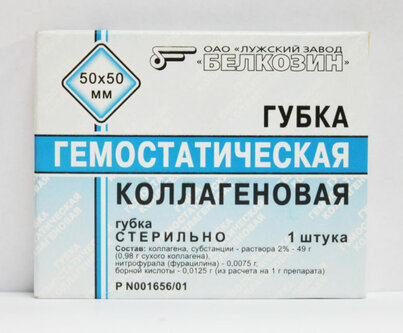 ОАО «ЛУЖСКИЙ ЗАВОД
«БЕЛКОЗИН»
50х50
мм
ГУБКА
ГЕМОСТАТИЧЕСКАЯ
КОЛЛАГЕНОВАЯ
губка
СТЕРИЛЬНО 1 штука
Состав: коллагена, субстанции - раствора 2% - 49 г
(0,98 г сухого коллагена),
нитрофурала (фурацилина) - 0,0075 г,
борной кислоты - 0,0125 г (из расчета на 1 г препарата)
Р N001656/01